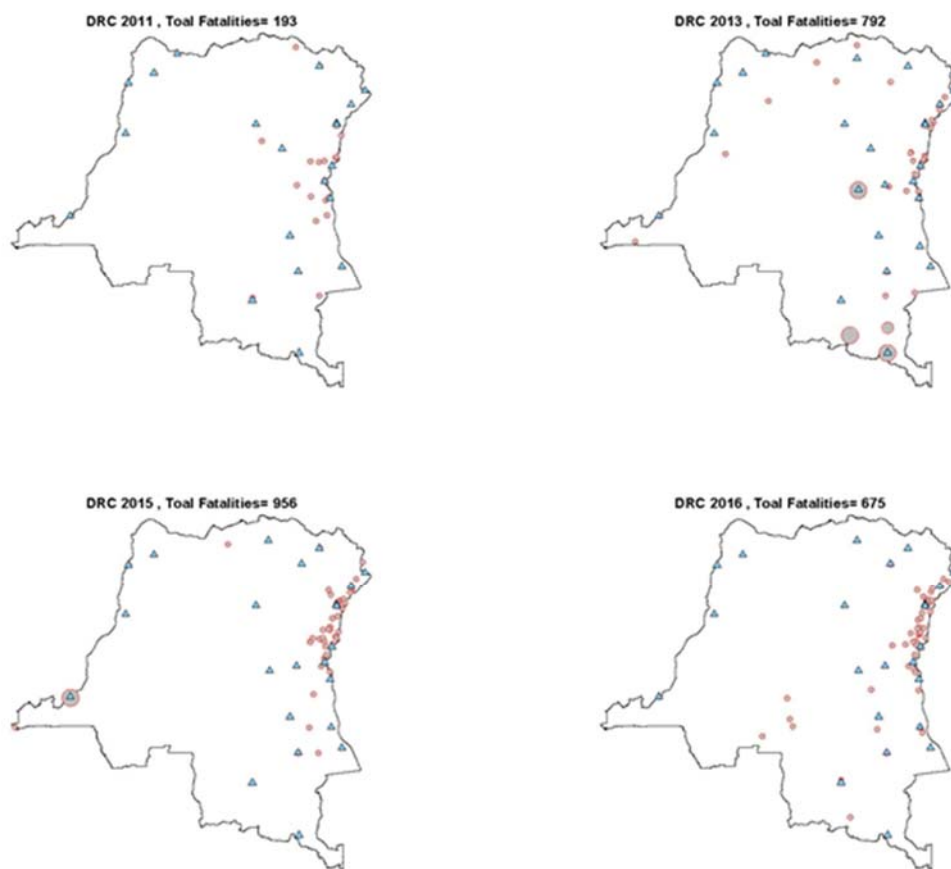 DRC 2011 , Toal Fatalities= 193
DRC 2013 , Toal Fatalities= 792
DRC 2015 , Toal Fatalities= 956
DRC 2016 , Toal Fatalities= 675